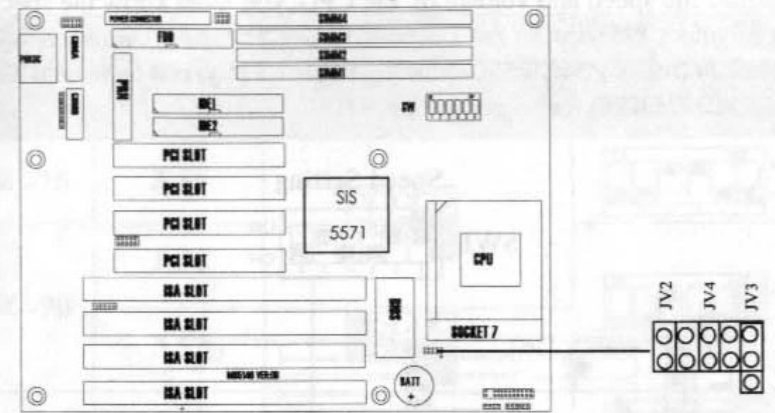 POWER CONNECTOR
SIMM4
FDD
SIMM3
SIMM2
SIMM1
IDE1
SW
IDE2
PCI SLOT
PCI SLOT
PCI SLOT
PCI SLOT
SIS
5571
CPU
ISA SLOT
BIOS
ISA SLOT
SOCKET 7
ISA SLOT
ISA SLOT
BATT
+
JV2
JV4
JV3